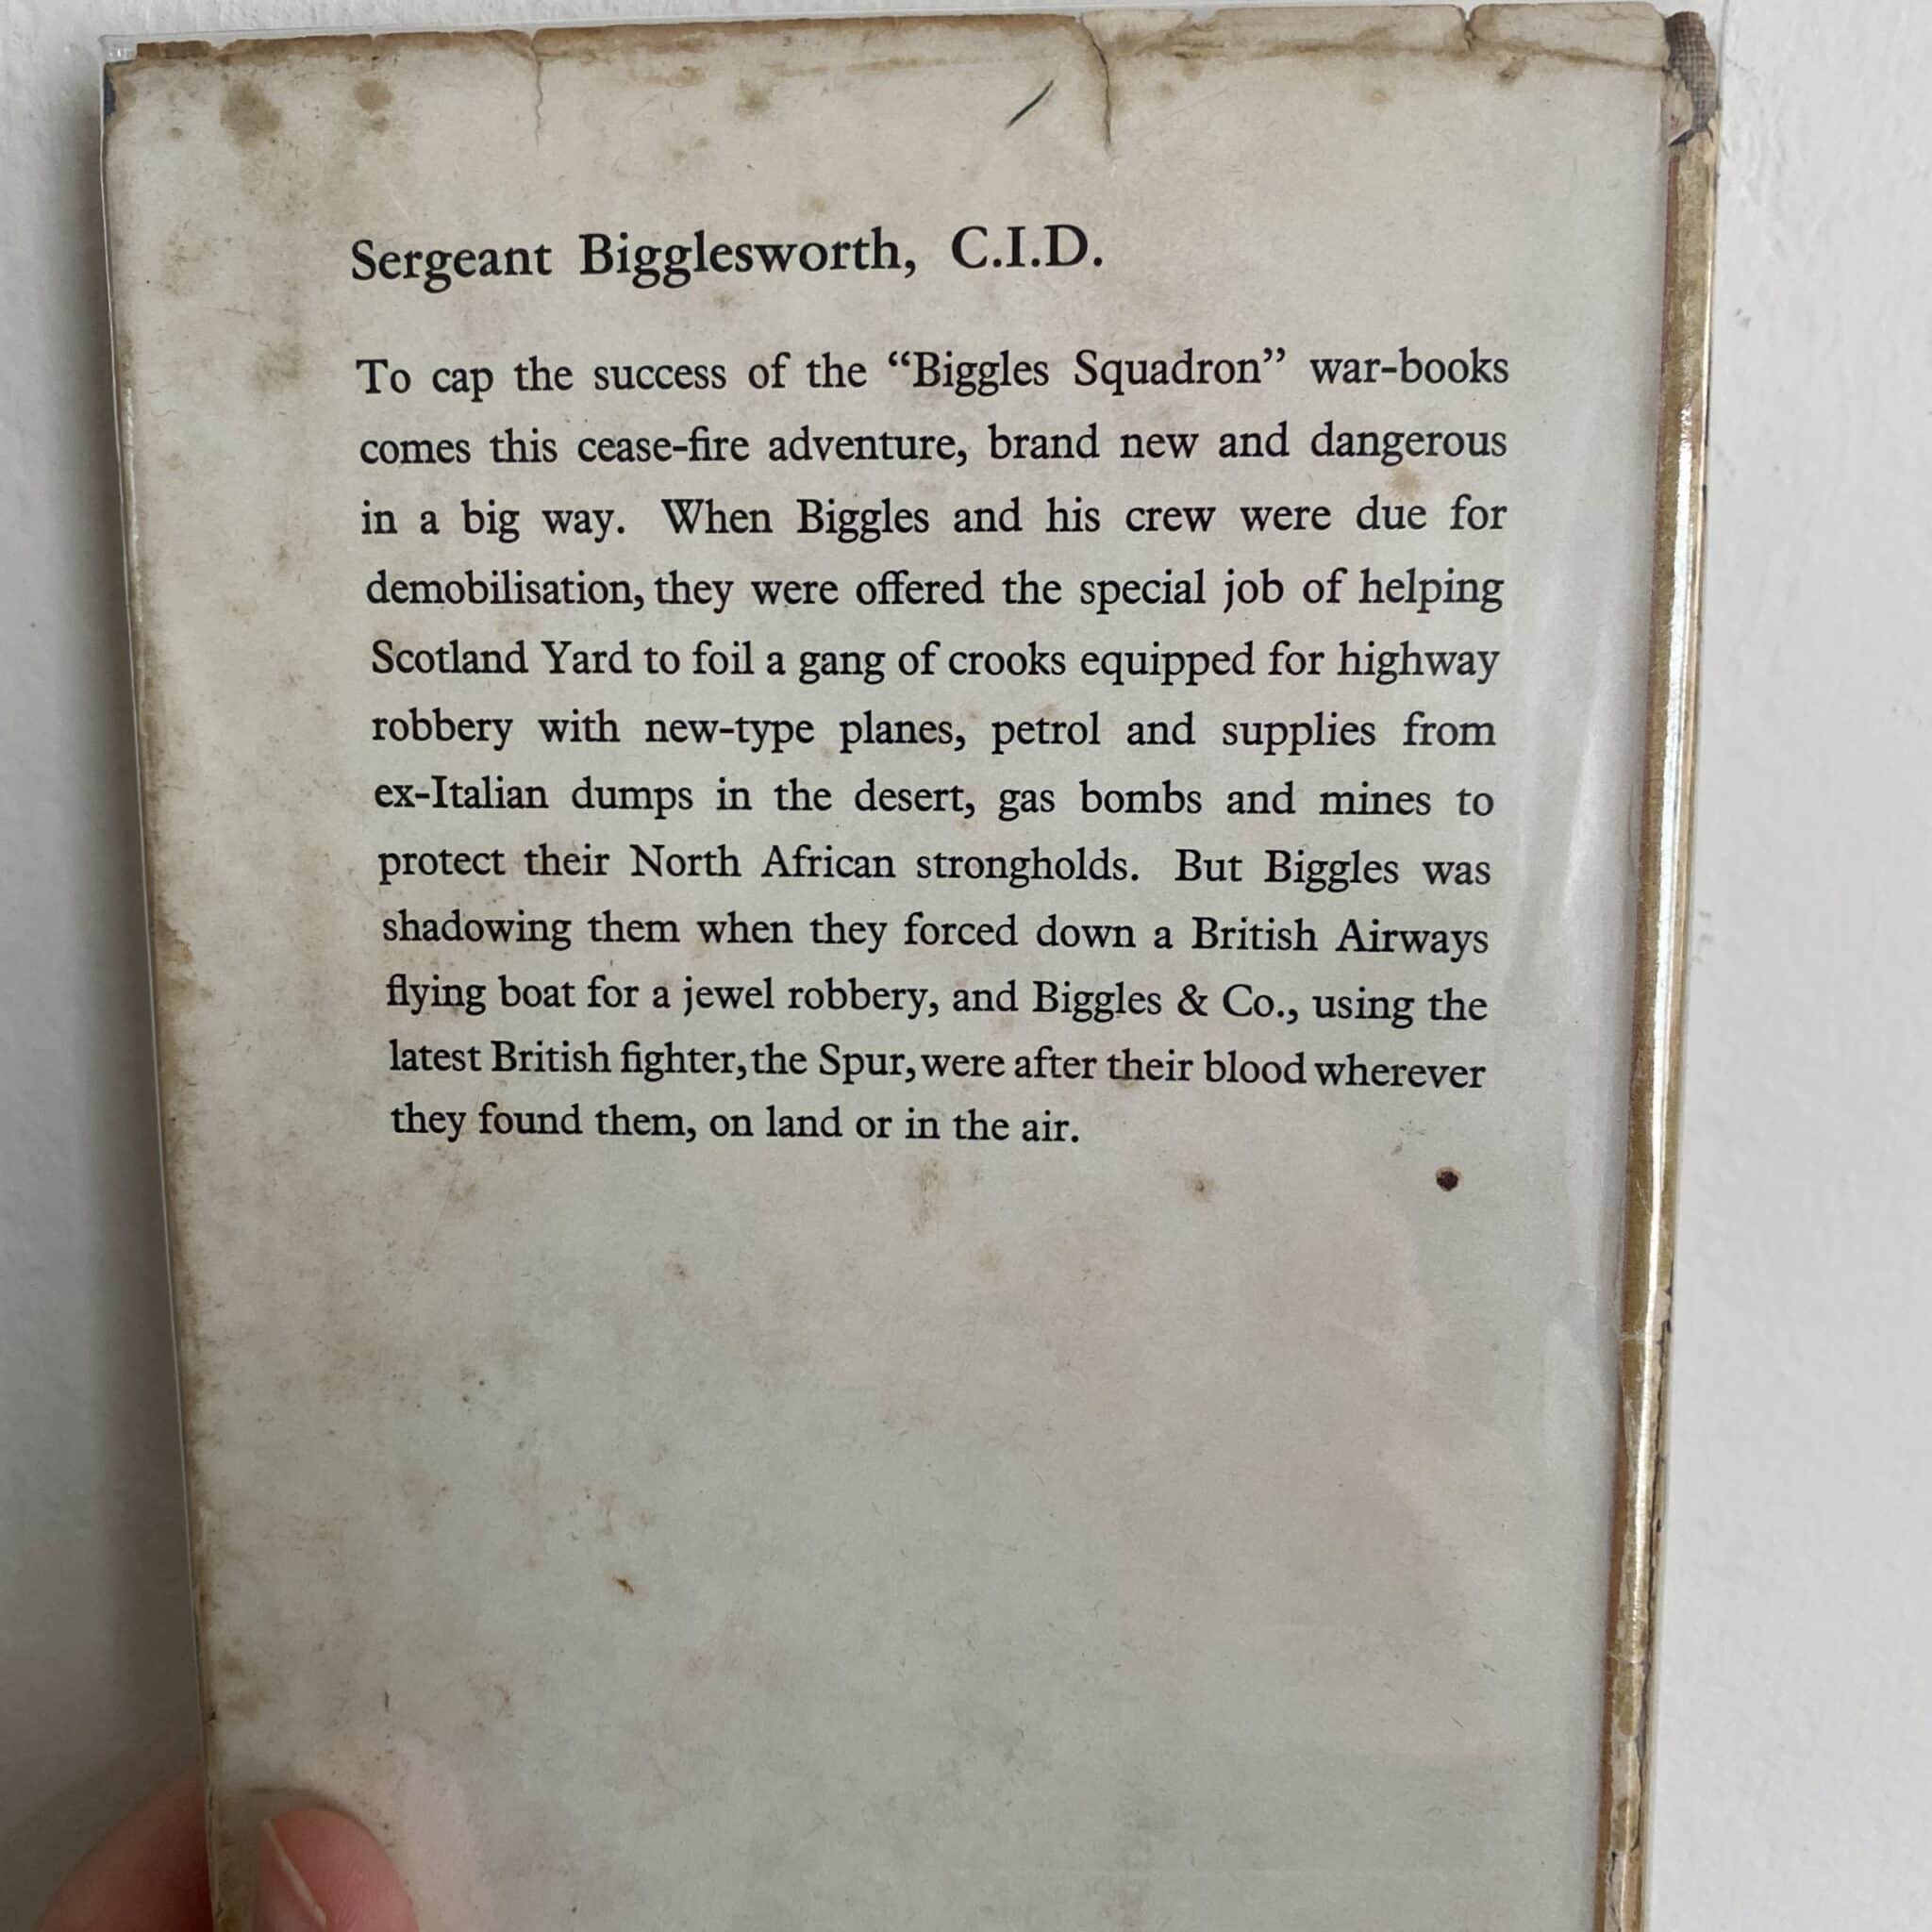 Sergeant Bigglesworth, C.I.D.
To cap the success of the “Biggles Squadron” war-books
comes this cease-fire adventure, brand new and dangerous
in a big way. When Biggles and his crew were due for
demobilisation, they were offered the special job of helping
Scotland Yard to foil a gang of crooks equipped for highway
robbery with new-type planes, petrol and supplies from
ex-Italian dumps in the desert, gas bombs and mines to
protect their North African strongholds. But Biggles was
shadowing them when they forced down a British Airways
flying boat for a jewel robbery, and Biggles & Co., using the
latest British fighter, the Spur, were after their blood wherever
they found them, on land or in the air.